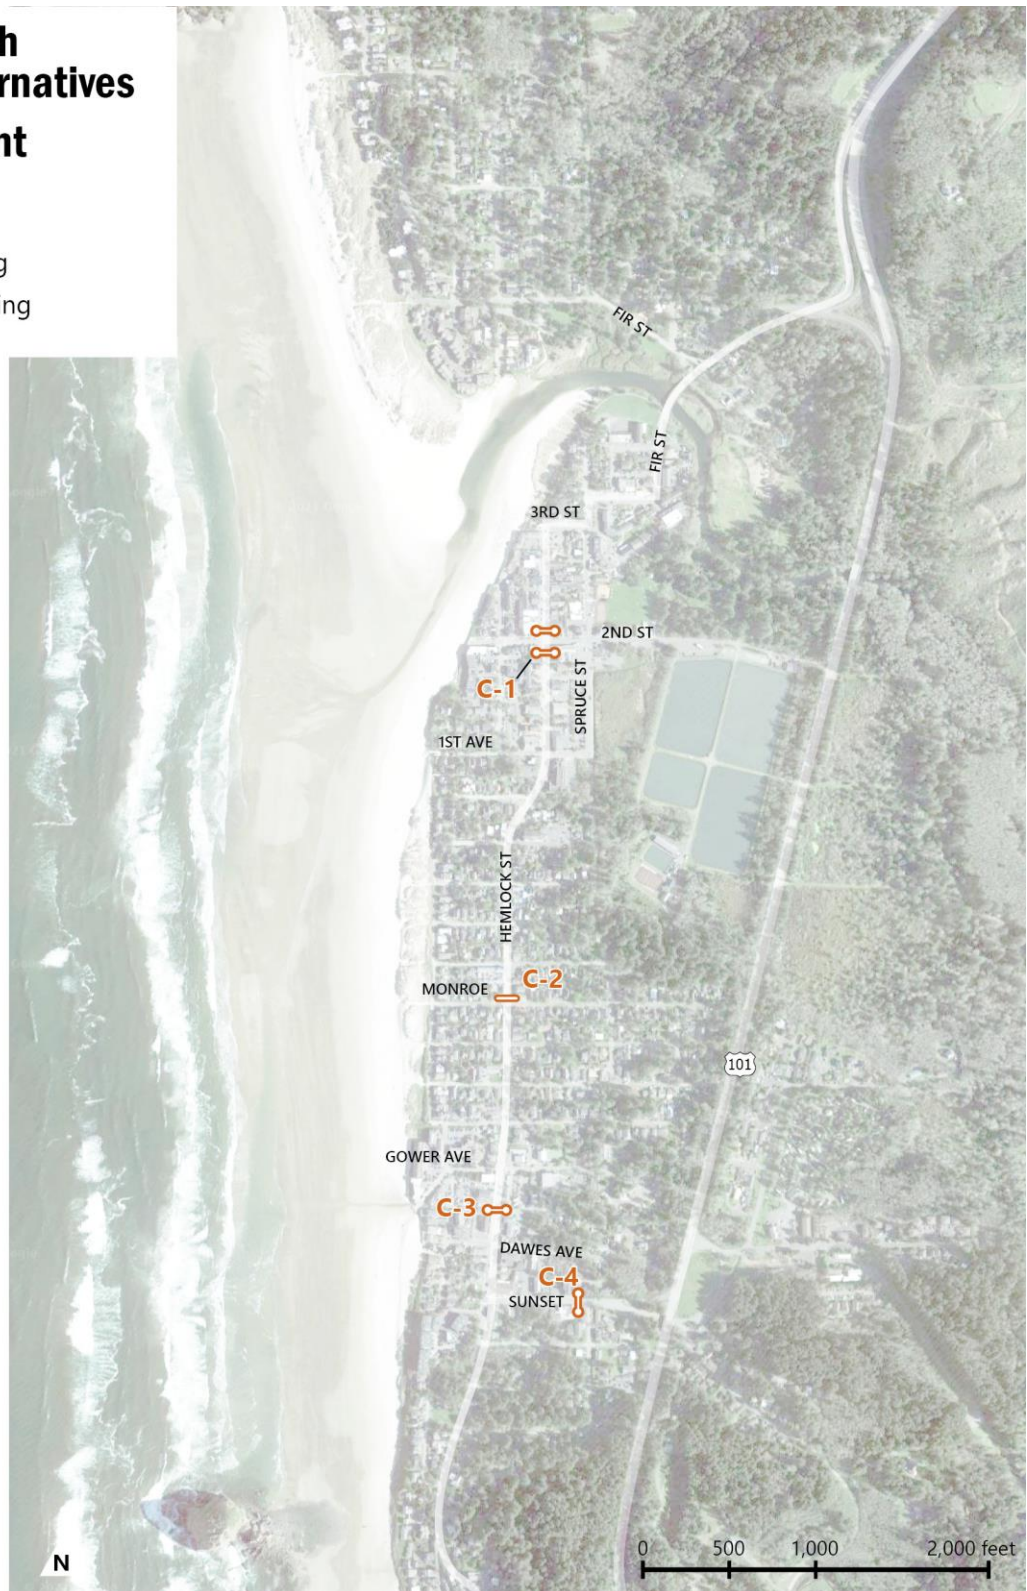 h
rnatives
nt
g
ing
FIR ST
FIR ST
3RD ST
2ND ST
C-1
SPRUCE ST
1ST AVE
HEMLOCK ST
C-2
MONROE
101
GOWER AVE
C-3
DAWES AVE
C-4
SUNSET
0 500 1,000 2,000 feet
N